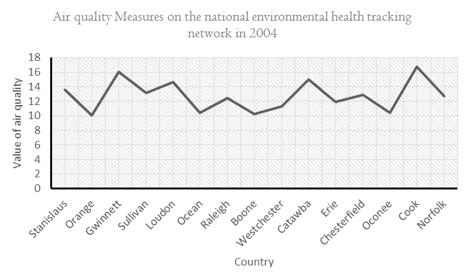 Air quality Measures on the national environmental health tracking
network in 2004
Value of air quality
18
16
14
12
10
8
6
4
2
0
Stanislaus
Orange
Gwinnett
Sullivan
Loudon
Ocean
Raleigh
Boone
Westchester
Catawba
Erie
Chesterfield
Oconee
Cook
Norfolk
Country